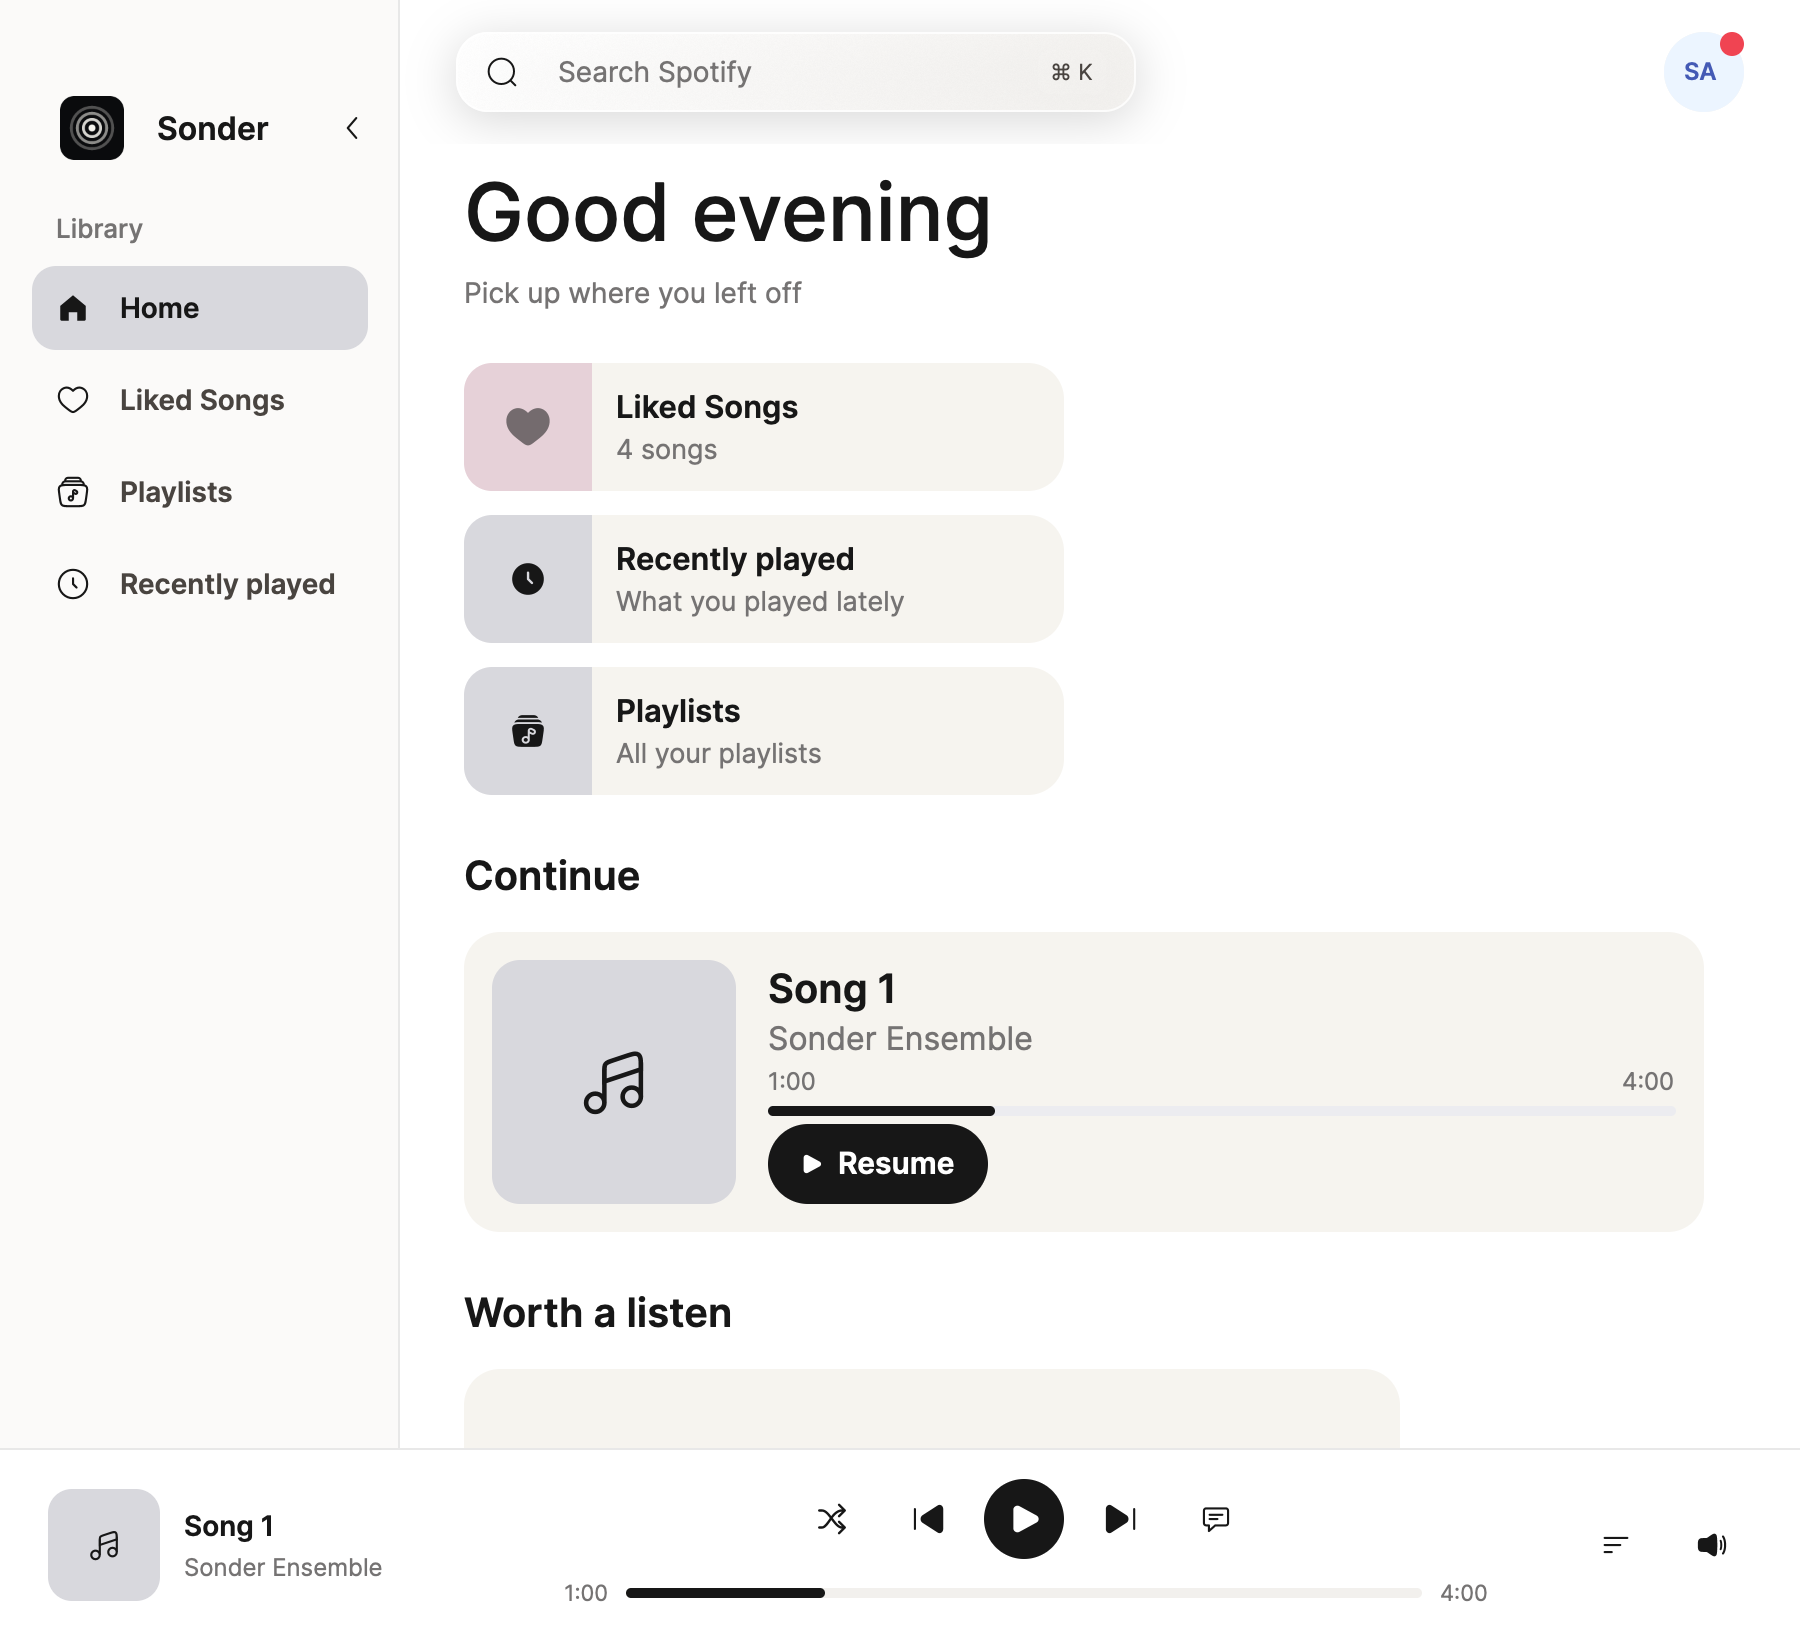 Search Spotify
⌘ K
SA
Sonder
Library
Home
Liked Songs
Playlists
Recently played
Good evening
Pick up where you left off
Liked Songs
4 songs
Recently played
What you played lately
Playlists
All your playlists
Continue
Song 1
Sonder Ensemble
1:00
4:00
Resume
Worth a listen
Song 1
Sonder Ensemble
1:00
4:00